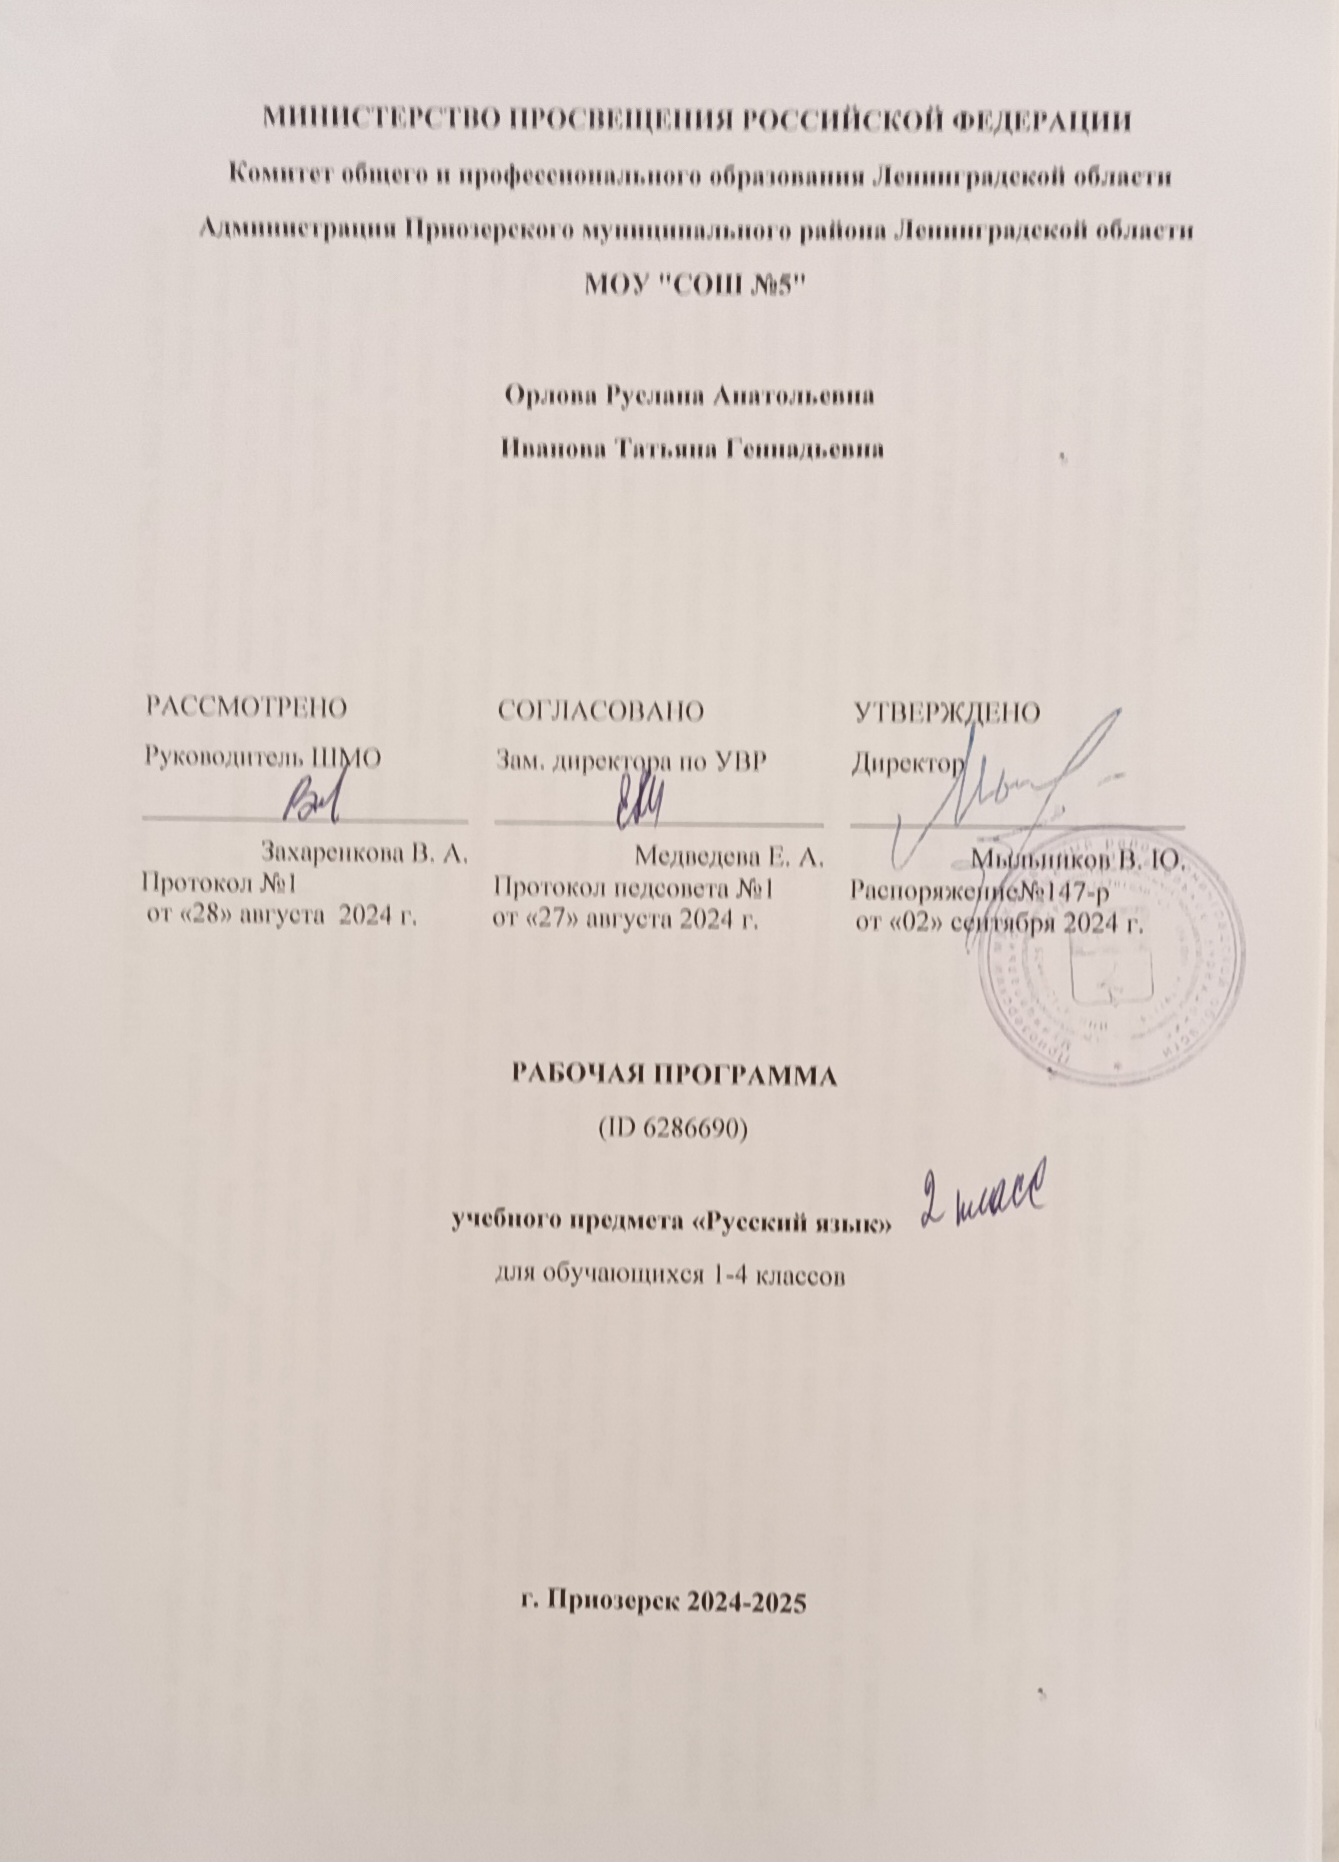 МИНИСТЕРСТВО ПРОСВЕЩЕНИЯ РОССИЙСКОЙ ФЕДЕРАЦИИ
Комитет общего и профессионального образования Ленинградской области
Администрация Приозерского муниципального района Ленинградской области
МОУ "СОШ №5"
Орлова Руслана Анатольевна
Иванова Татьяна Геннадьевна
РАССМОТРЕНО
Руководитель ШМО
Захаренкова В. А.
Протокол №1
от «28» августа 2024 г.
СОГЛАСОВАНО
Зам. директора по УВР
Медведева Е. А.
Протокол педсовета №1
от «27» августа 2024 г.
УТВЕРЖДЕНО
Директор
Мыльников В. Ю.
Распоряжение№147-р
от «02» сентября 2024 г.
РАБОЧАЯ ПРОГРАММА
(ID 6286690)
учебного предмета «Русский язык» 2 класс
для обучающихся 1-4 классов
г. Приозерск 2024-2025